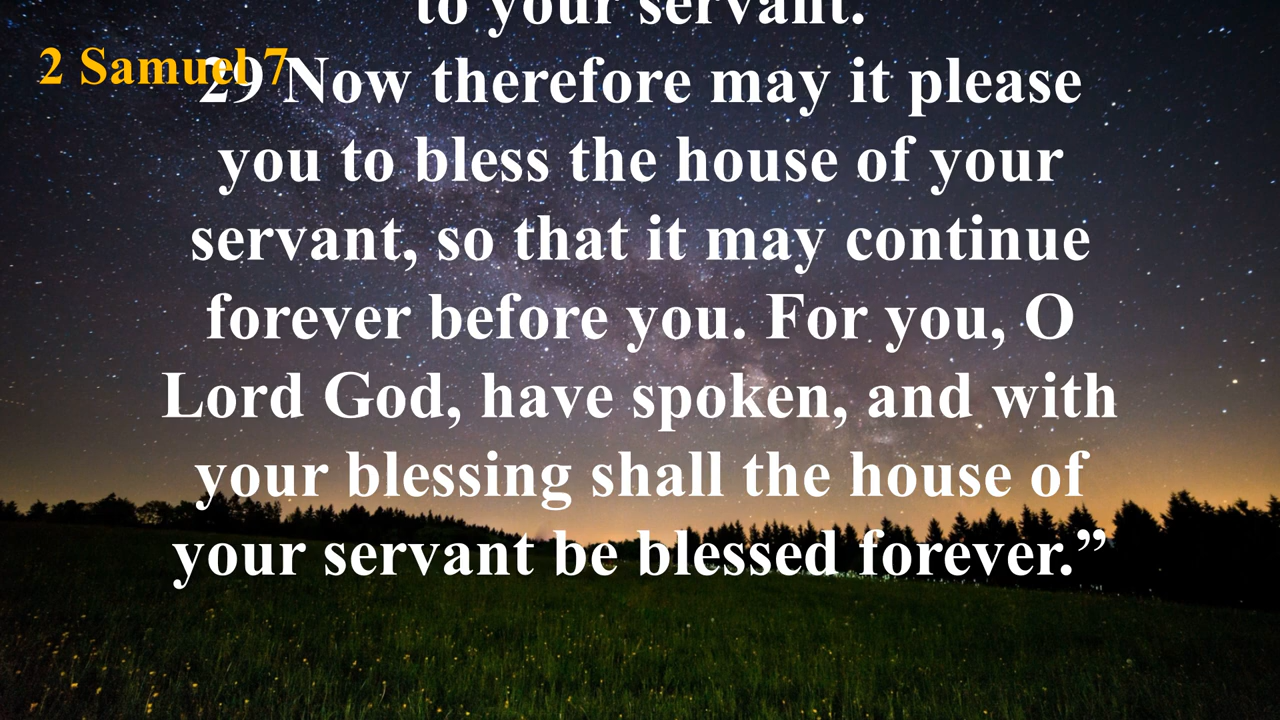 to your servant.
2 Samuel 7
29 Now therefore may it please
you to bless the house of your
servant, so that it may continue
forever before you. For you, O
Lord God, have spoken, and with
your blessing shall the house of
your servant be blessed forever.”